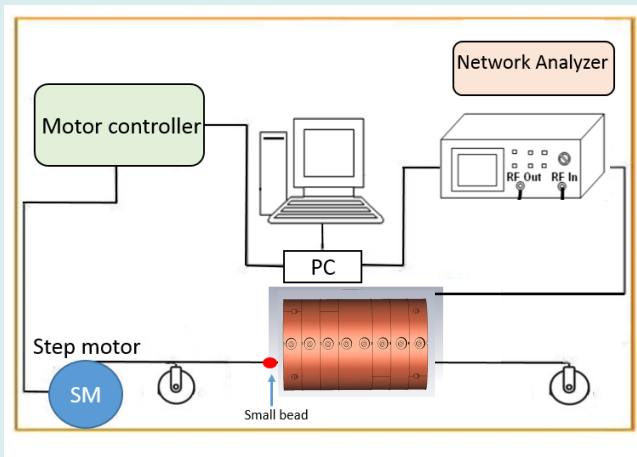 Network Analyzer
Motor controller
RF Out RF In
PC
Step motor
SM
Small bead